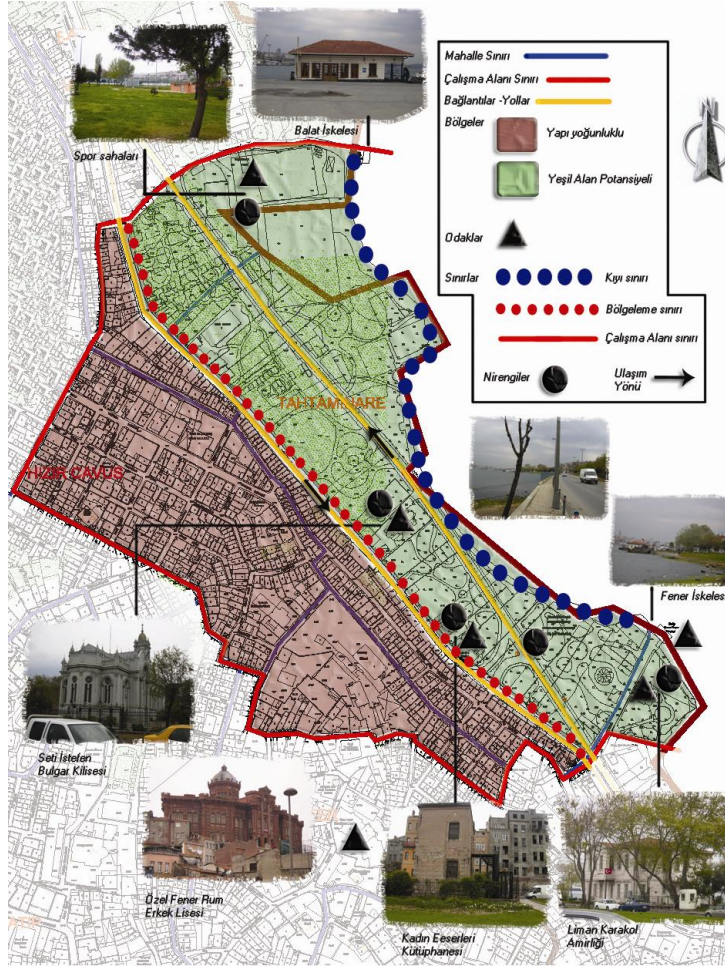 Mahalle Sınırı
Çalışma Alanı Sınırı
Bağlantılar -Yollar
Bölgeler
Yapı yoğunluklu
Yeşil Alan Potansiyeli
Odaklar
Sınırlar
Kıyı sınırı
Bölgeleme sınırı
Çalışma Alanı sınırı
Nirengiler
Ulaşım
Yönü
Balat İskelesi
Spor sahaları
TAHTAMİNARE
HIZIR ÇAVUŞ
Fener İskelesi
Seti İstefen
Bulgar Kilisesi
Özel Fener Rum
Erkek Lisesi
Kadın Eeserleri
Kütüphanesi
Liman Karakol
Amirliği